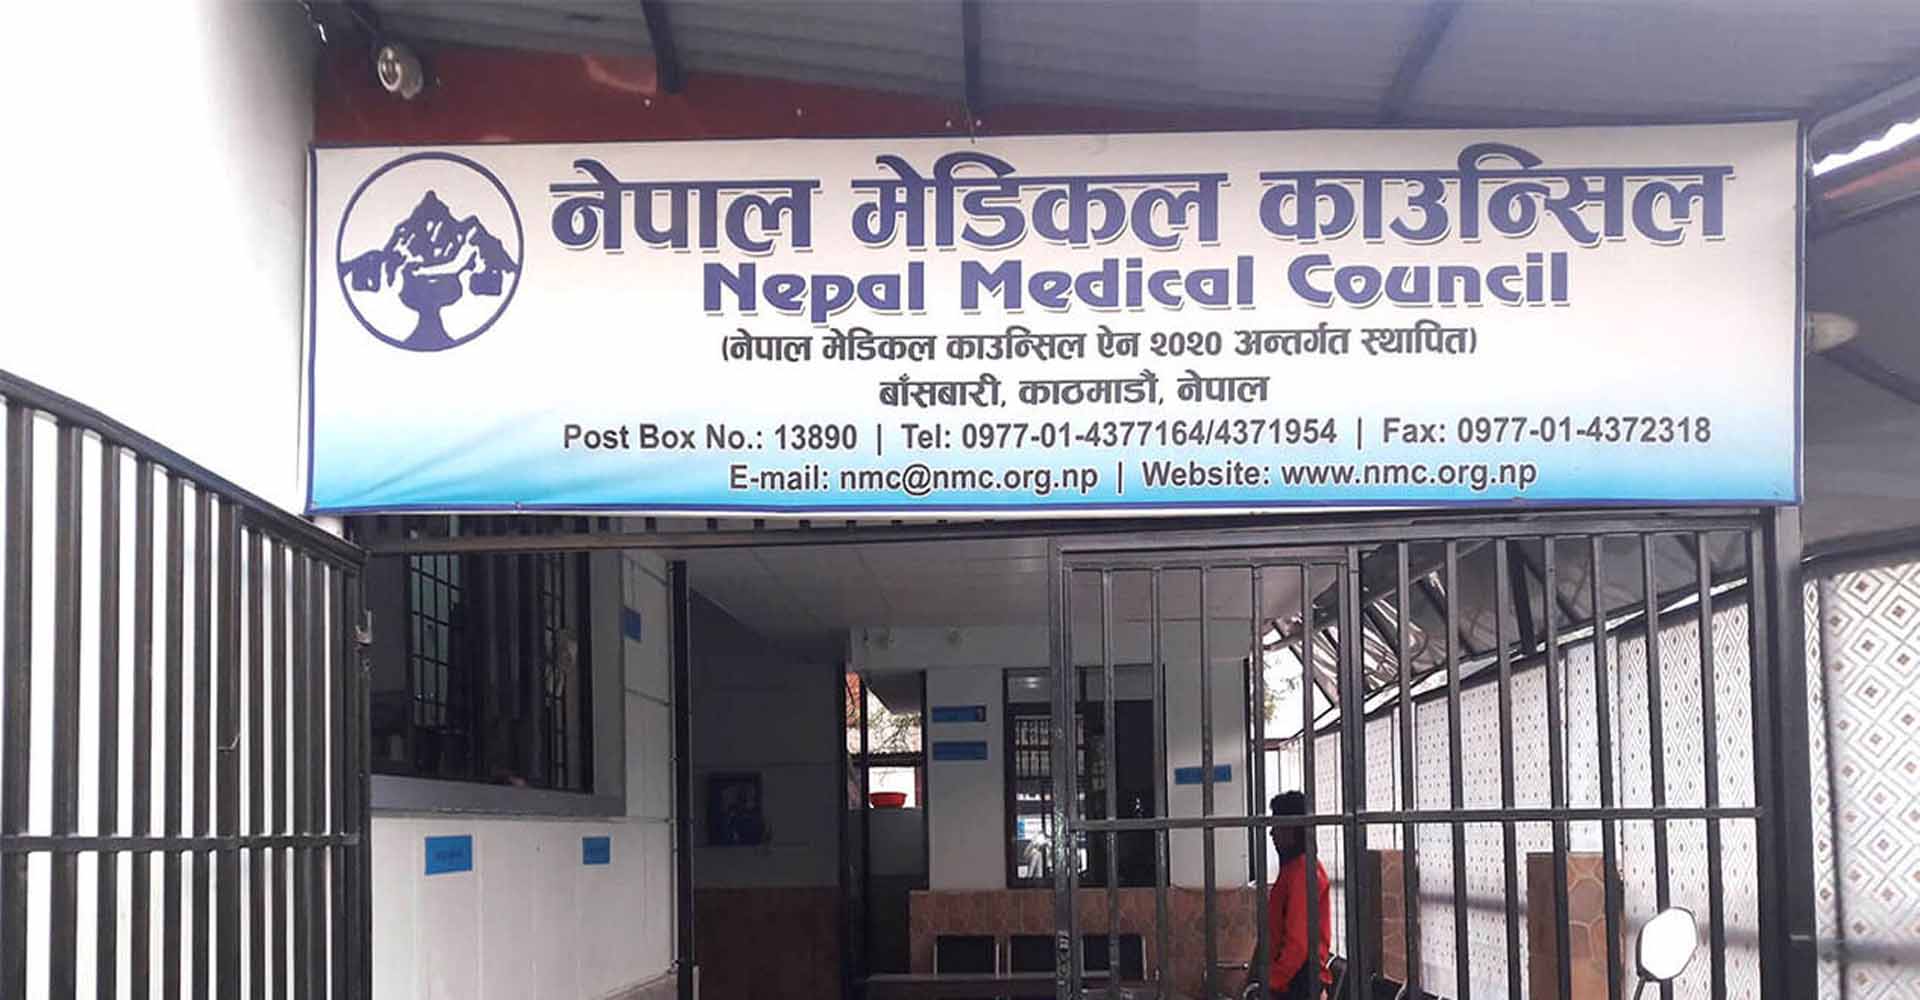 नेपाल मेडिकल काउन्सिल
Nepal Medical Council
(नेपाल मेडिकल काउन्सिल ऐन २०२० अन्तर्गत स्थापित)
बाँसबारी, काठमाडौं, नेपाल
Post Box No.: 13890 | Tel: 0977-01-4377164/4371954 | Fax: 0977-01-4372318
E-mail: nmc@nmc.org.np | Website: www.nmc.org.np